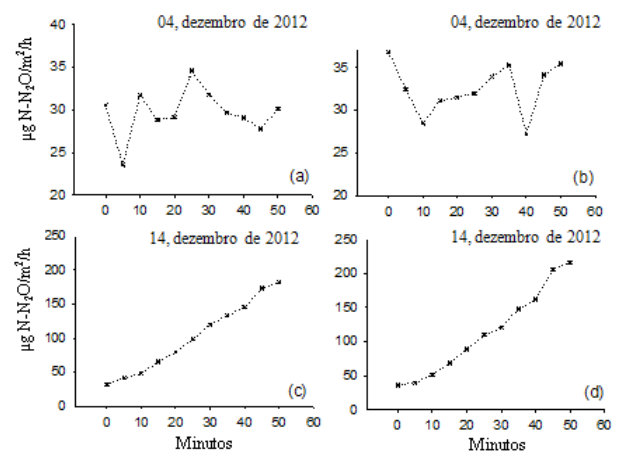 04, dezembro de 2012
µg N-N₂O/m²/h
40
35
30
25
20
0 10 20 30 40 50 60
(a)
04, dezembro de 2012
35
30
25
20
0 10 20 30 40 50 60
(b)
14, dezembro de 2012
µg N-N₂O/m²/h
250
200
150
100
50
0
0 10 20 30 40 50 60
(c)
Minutos
14, dezembro de 2012
250
200
150
100
50
0
0 10 20 30 40 50 60
(d)
Minutos